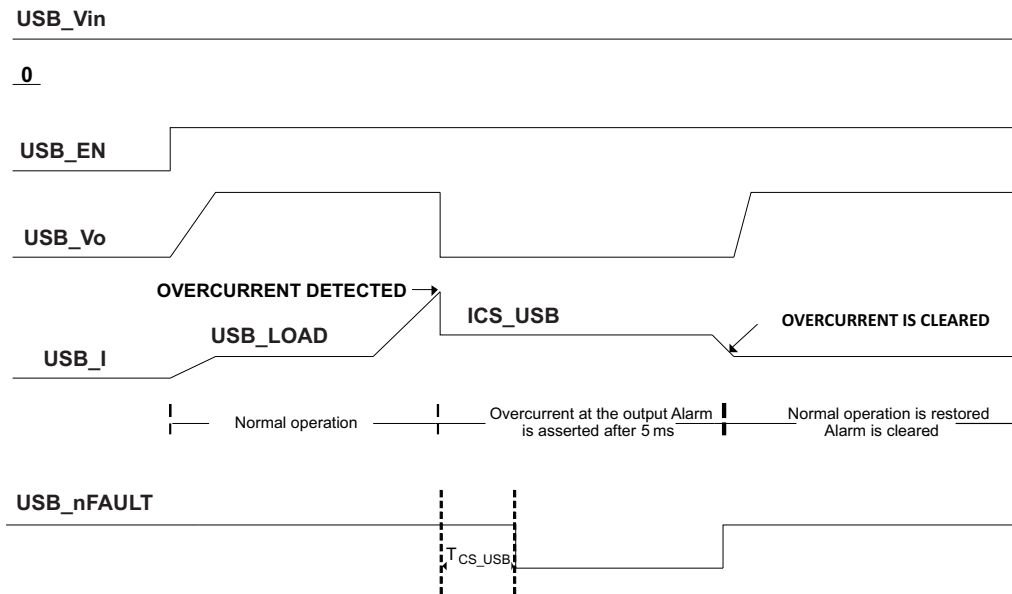 USB_Vin
0
USB_EN
USB_Vo
OVERCURRENT DETECTED
ICS_USB
OVERCURRENT IS CLEARED
USB_LOAD
USB_I
Normal operation
Overcurrent at the output Alarm
is asserted after 5 ms
Normal operation is restored
Alarm is cleared
USB_nFAULT
TCS_USB